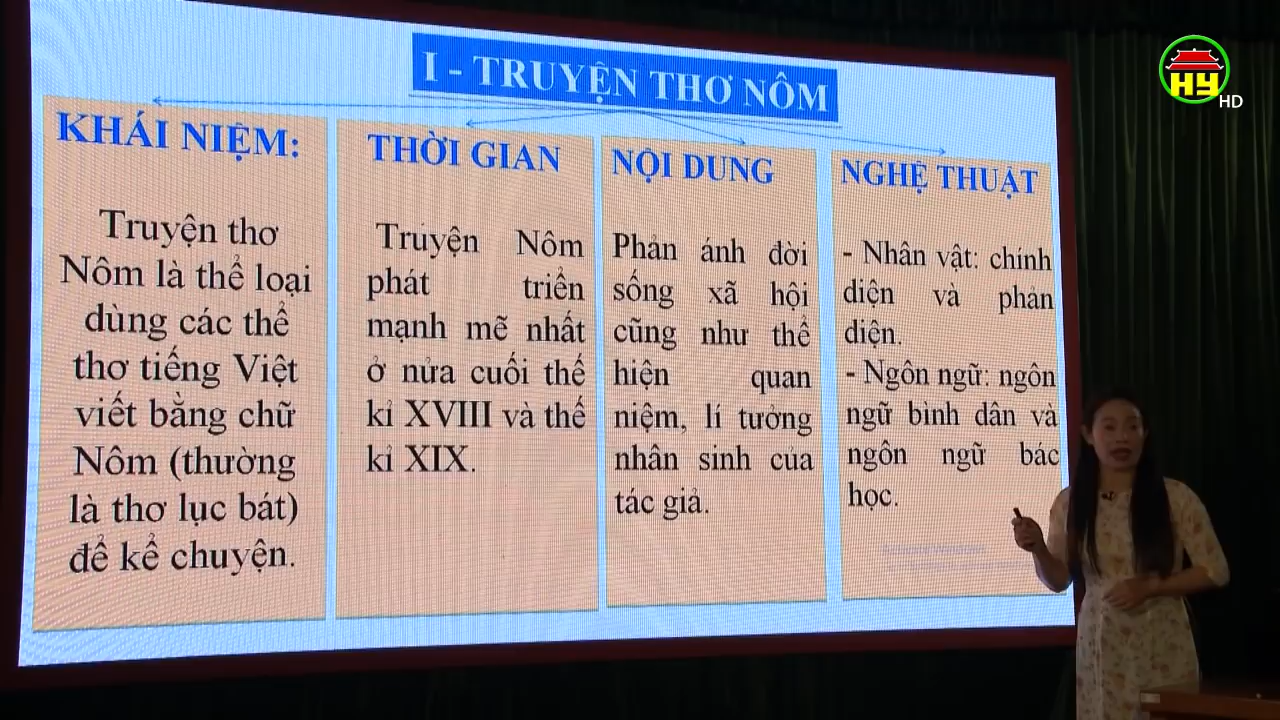 I - TRUYỆN THƠ NÔM
KHÁI NIỆM:
Truyện thơ
Nôm là thể loại
dùng các thể
thơ tiếng Việt
viết bằng chữ
Nôm (thường
là thơ lục bát)
để kể chuyện.
THỜI GIAN
Truyện Nôm
phát triển
mạnh mẽ nhất
ở nửa cuối thế
kỉ XVIII và thế
kỉ XIX.
NỘI DUNG
Phản ánh đời
sống xã hội
cũng như thể
hiện quan
niệm, lí tưởng
nhân sinh của
tác giả.
NGHỆ THUẬT
- Nhân vật: chính
diện và phản
diện.
- Ngôn ngữ: ngôn
ngữ bình dân và
ngôn ngữ bác
học.
HY
HD